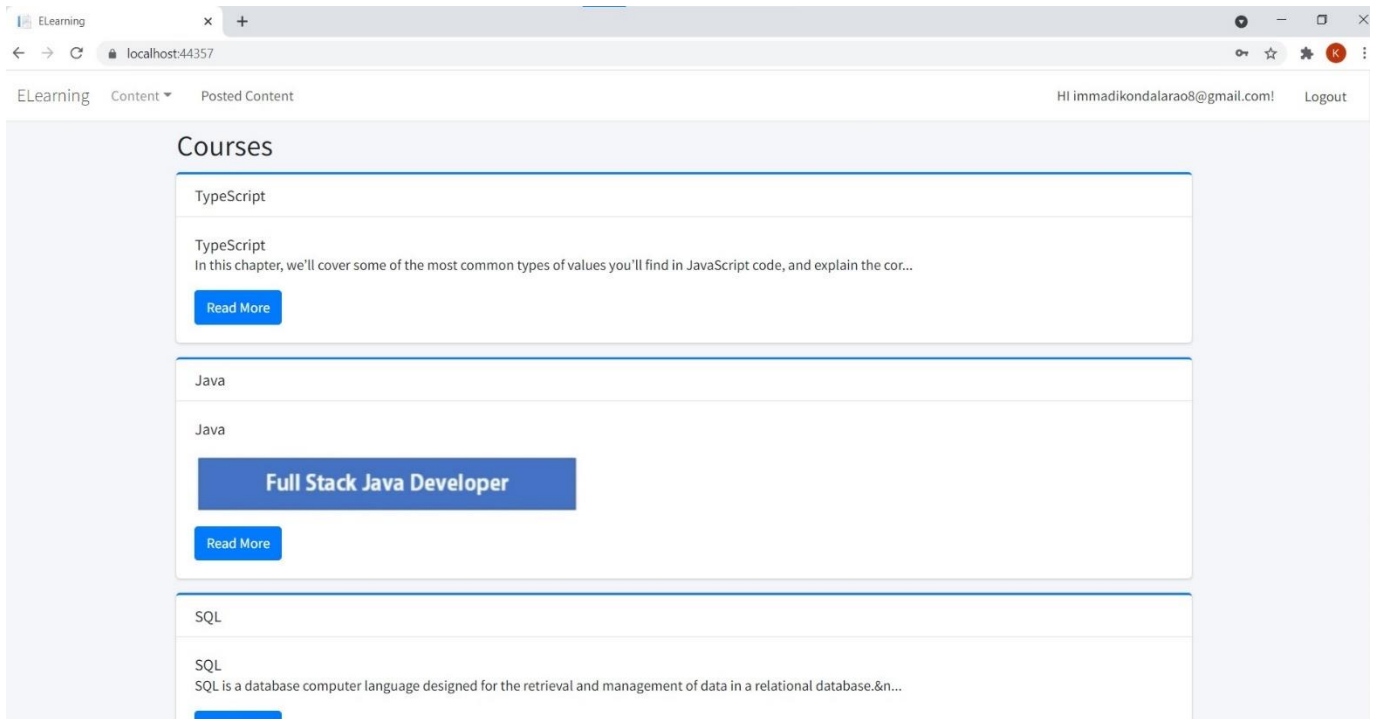 ELearning
localhost:44357
K
ELearning Content Posted Content HI immadikondalarao8@gmail.com! Logout
Courses
TypeScript
TypeScript
In this chapter, we'll cover some of the most common types of values you'll find in JavaScript code, and explain the cor...
Read More
Java
Java
Full Stack Java Developer
Read More
SQL
SQL
SQL is a database computer language designed for the retrieval and management of data in a relational database.&n...